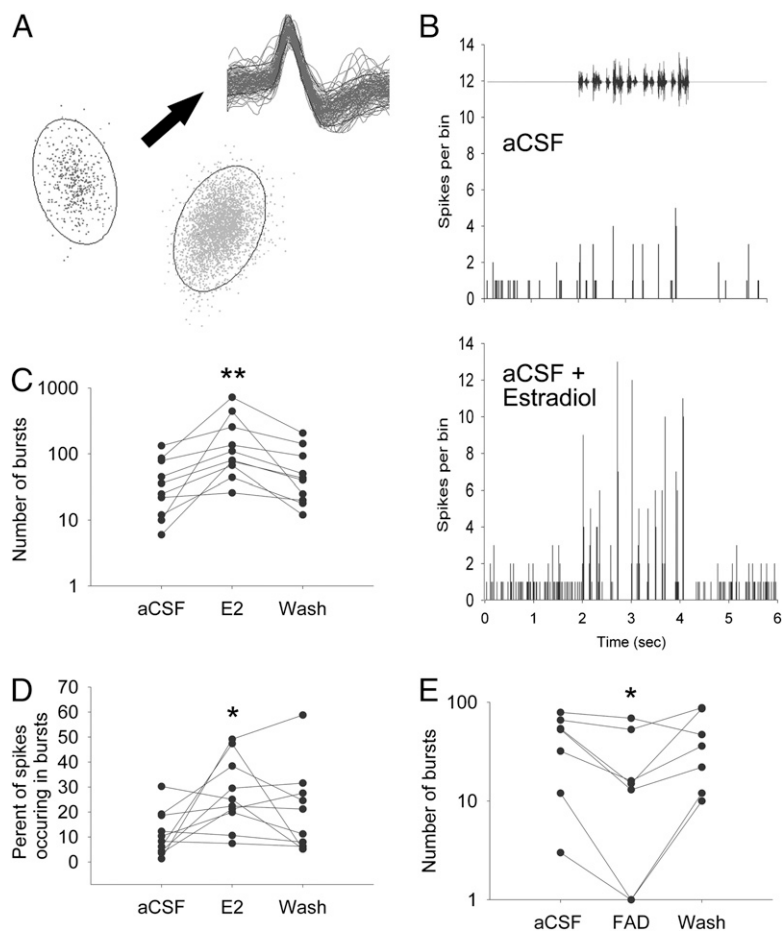 A
B
14
12
10
8
6
4
2
0
Spikes per bin
aCSF
14
12
10
8
6
4
2
0
Spikes per bin
aCSF +
Estradiol
0 1 2 3 4 5 6
Time (sec)
C
**
1000
100
10
1
Number of bursts
aCSF E2 Wash
D
*
70
60
50
40
30
20
10
0
Perent of spikes
occuring in bursts
aCSF E2 Wash
E
*
100
10
1
Number of bursts
aCSF FAD Wash